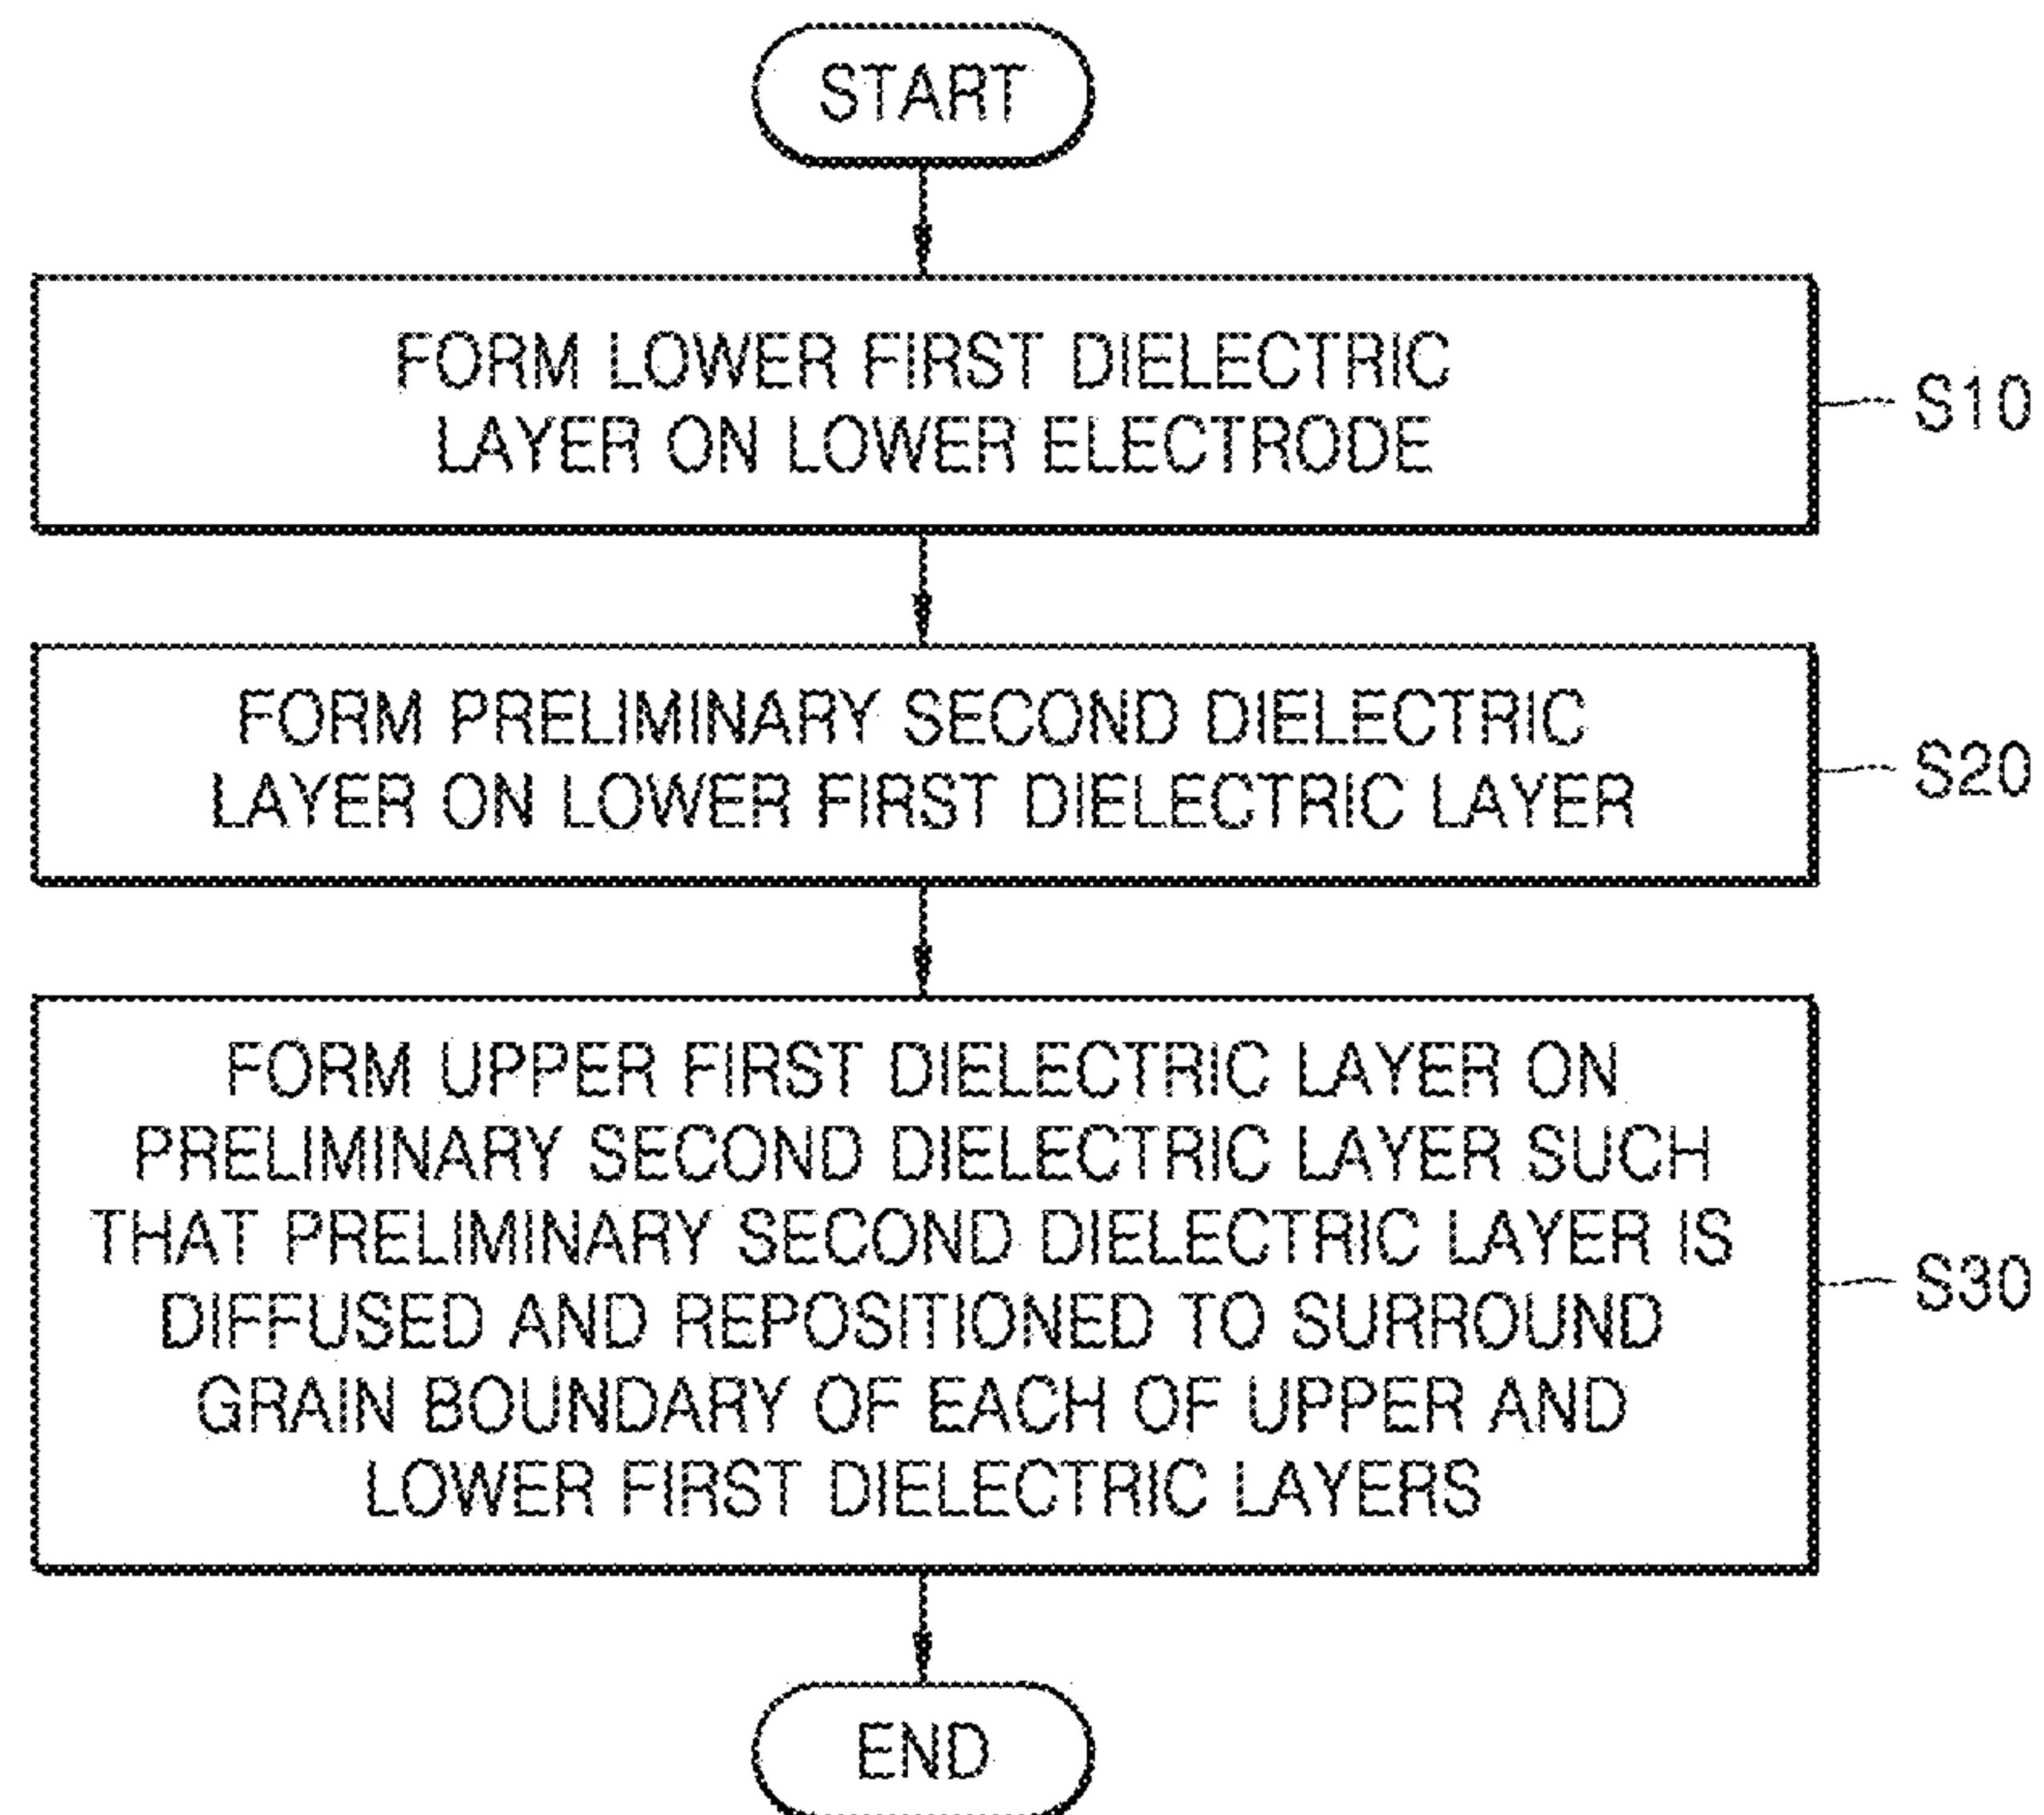 START
FORM LOWER FIRST DIELECTRIC
LAYER ON LOWER ELECTRODE
S10
FORM PRELIMINARY SECOND DIELECTRIC
LAYER ON LOWER FIRST DIELECTRIC LAYER
S20
FORM UPPER FIRST DIELECTRIC LAYER ON
PRELIMINARY SECOND DIELECTRIC LAYER SUCH
THAT PRELIMINARY SECOND DIELECTRIC LAYER IS
DIFFUSED AND REPOSITIONED TO SURROUND
GRAIN BOUNDARY OF EACH OF UPPER AND
LOWER FIRST DIELECTRIC LAYERS
S30
END